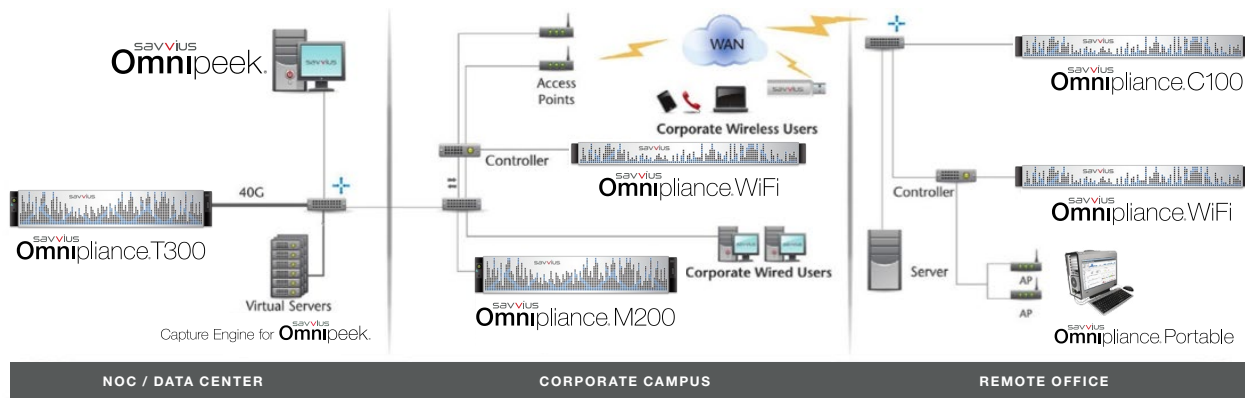 savvius
Omnipeek.
savvius
40G
savvius
savvius
Omnipliance.T300
Virtual Servers
Capture Engine for savvius Omnipeek.
NOC / DATA CENTER
Access
Points
WAN
savvius
Corporate Wireless Users
Controller
savvius
savvius
Omnipliance.WiFi
Corporate Wired Users
savvius
savvius
Omnipliance.M200
CORPORATE CAMPUS
savvius
savvius
Omnipliance.C100
Controller
savvius
savvius
Omnipliance.WiFi
Server
AP
AP
savvius
Omnipliance.Portable
REMOTE OFFICE